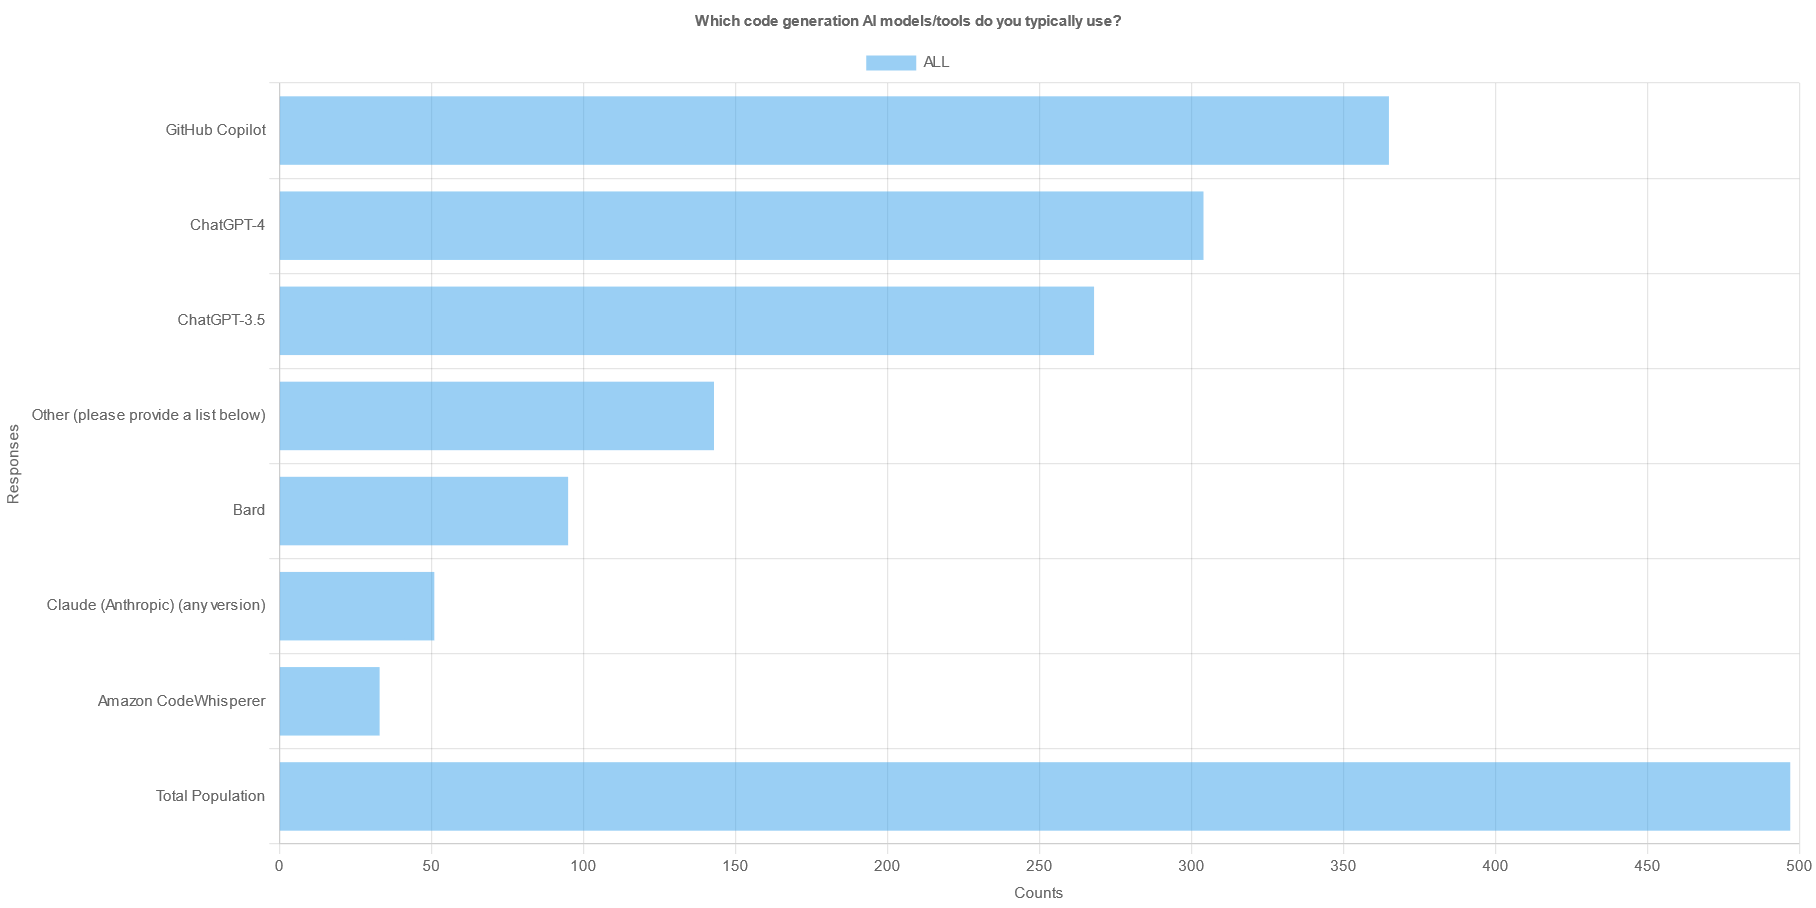 Which code generation AI models/tools do you typically use?
ALL
Responses
GitHub Copilot
ChatGPT-4
ChatGPT-3.5
Other (please provide a list below)
Bard
Claude (Anthropic) (any version)
Amazon CodeWhisperer
Total Population
0 50 100 150 200 250 300 350 400 450 500
Counts